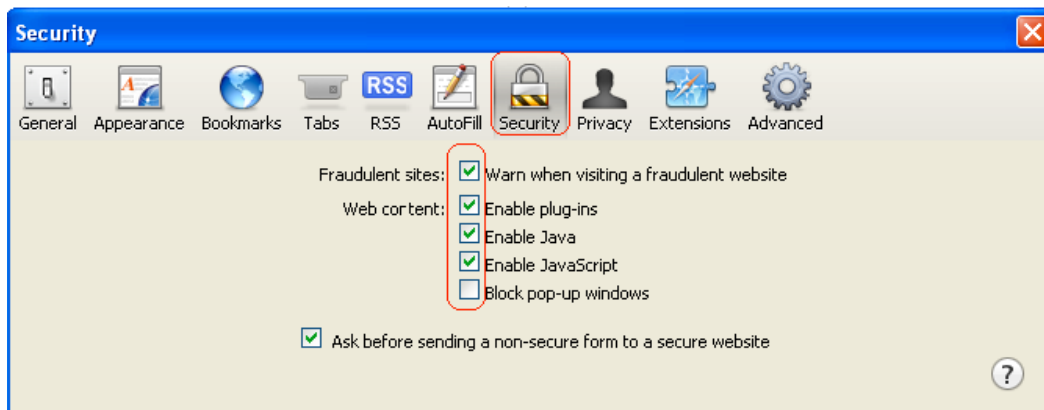 Security
General Appearance Bookmarks Tabs RSS AutoFill Security Privacy Extensions Advanced
RSS
Fraudulent sites: Warn when visiting a fraudulent website
Web content: Enable plug-ins
Enable Java
Enable JavaScript
Block pop-up windows
Ask before sending a non-secure form to a secure website
?